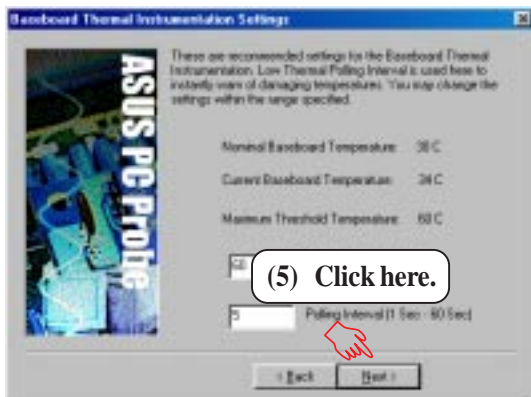 Baseboard Thermal Instrumentation Settings
ASUS PC Probe
These are recommended settings for the Baseboard Thermal
Instrumentation. Low Thermal Polling Interval is used here to
instantly warn of damaging temperatures. You may change the
settings within the range specified.
Nominal Baseboard Temperature: 30 C
Current Baseboard Temperature: 34 C
Maximum Threshold Temperature: 60 C
(5) Click here.
5 Polling Interval (1 Sec - 60 Sec)
< Back Next >